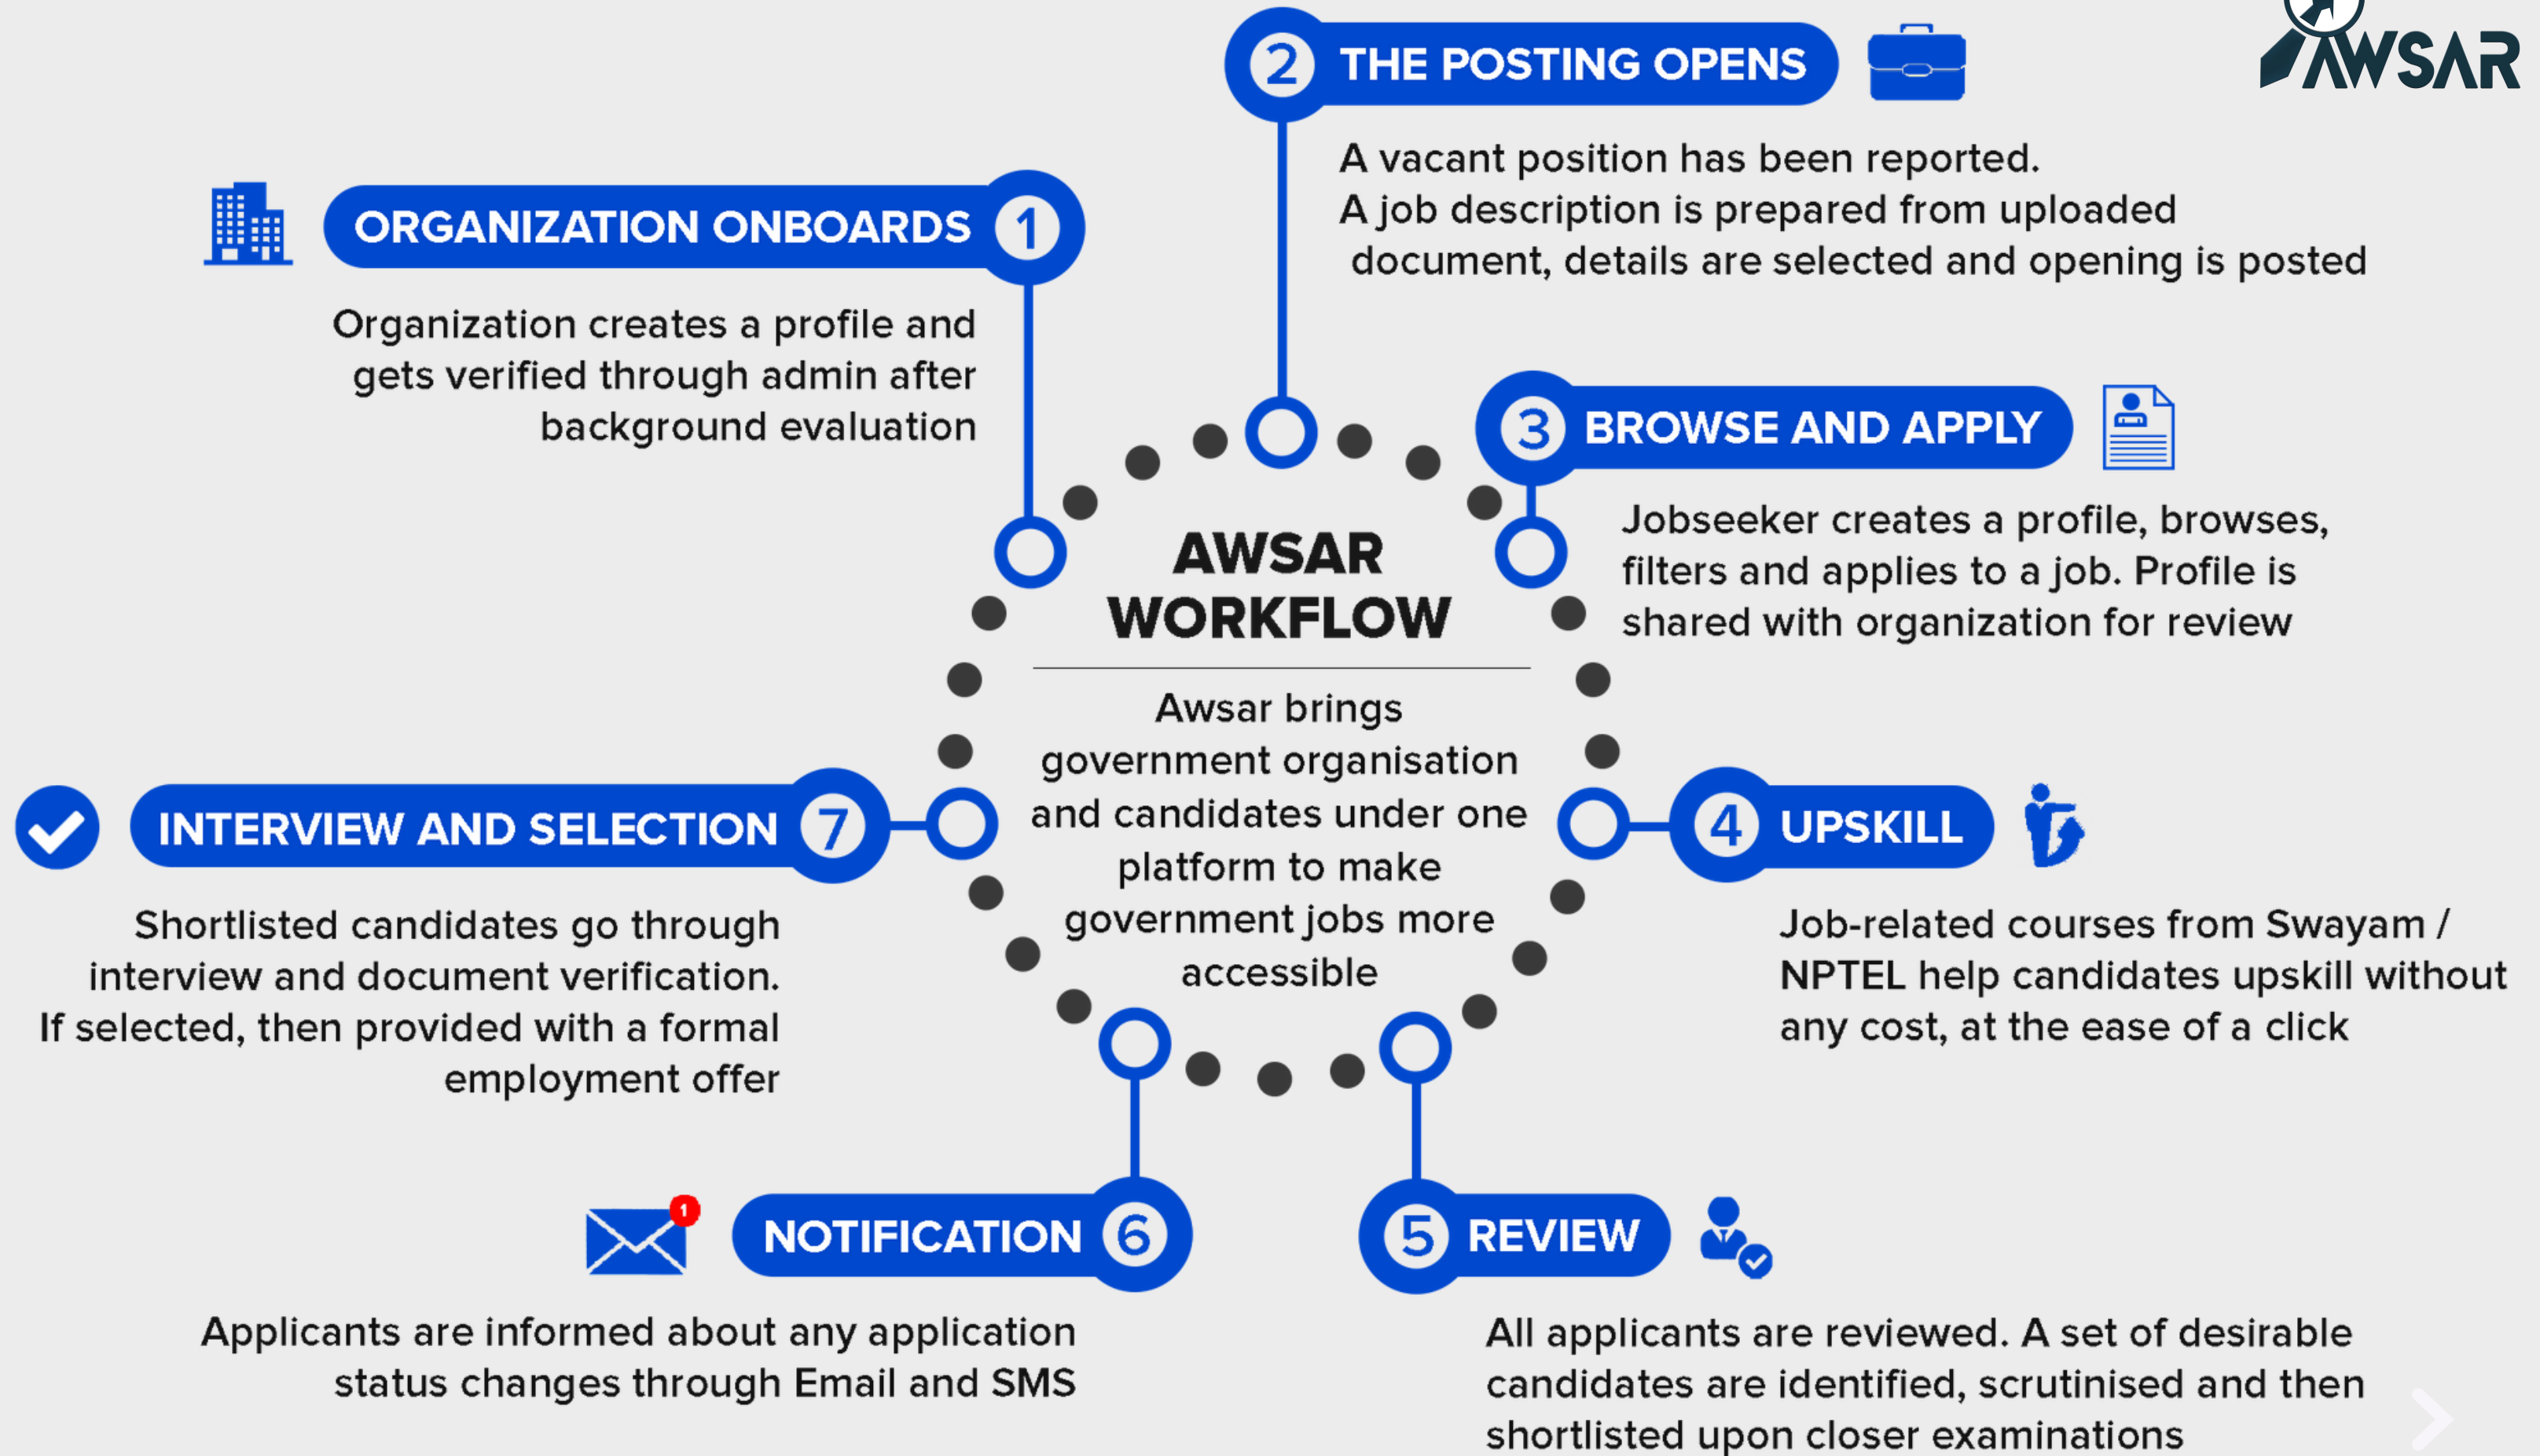 AWSAR
1
ORGANIZATION ONBOARDS
Organization creates a profile and
gets verified through admin after
background evaluation
2
THE POSTING OPENS
A vacant position has been reported.
A job description is prepared from uploaded
document, details are selected and opening is posted
3
BROWSE AND APPLY
Jobseeker creates a profile, browses,
filters and applies to a job. Profile is
shared with organization for review
AWSAR
WORKFLOW
Awsar brings
government organisation
and candidates under one
platform to make
government jobs more
accessible
4
UPSKILL
Job-related courses from Swayam /
NPTEL help candidates upskill without
any cost, at the ease of a click
5
REVIEW
All applicants are reviewed. A set of desirable
candidates are identified, scrutinised and then
shortlisted upon closer examinations
1
6
NOTIFICATION
Applicants are informed about any application
status changes through Email and SMS
7
INTERVIEW AND SELECTION
Shortlisted candidates go through
interview and document verification.
If selected, then provided with a formal
employment offer